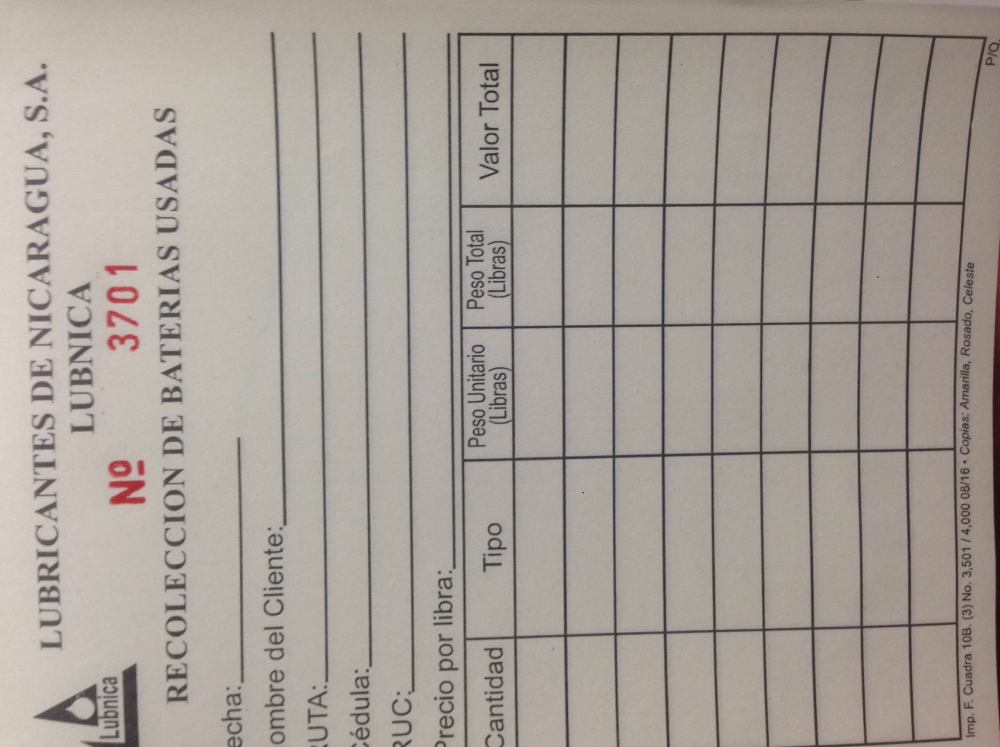 LUBRICANTES DE NICARAGUA, S.A.
LUBNICA
Lubnica
Nº 3701
RECOLECCION DE BATERIAS USADAS
echa:
ombre del Cliente:
RUTA:
Cédula:
RUC:
Precio por libra:
Cantidad Tipo Peso Unitario (Libras) Peso Total (Libras) Valor Total
Imp. F. Cuadra 10B. (3) No. 3,501 / 4,000 08/16 • Copias: Amarilla, Rosado, Celeste
P/Q.